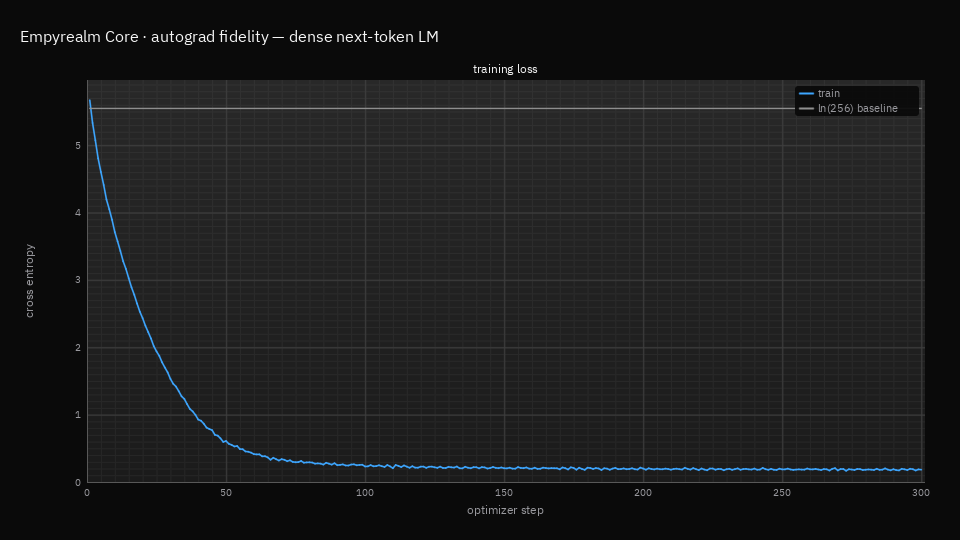 Empyrealm Core · autograd fidelity — dense next-token LM
training loss
train
ln(256) baseline
5
4
3
2
1
0
cross entropy
0 50 100 150 200 250 300
optimizer step